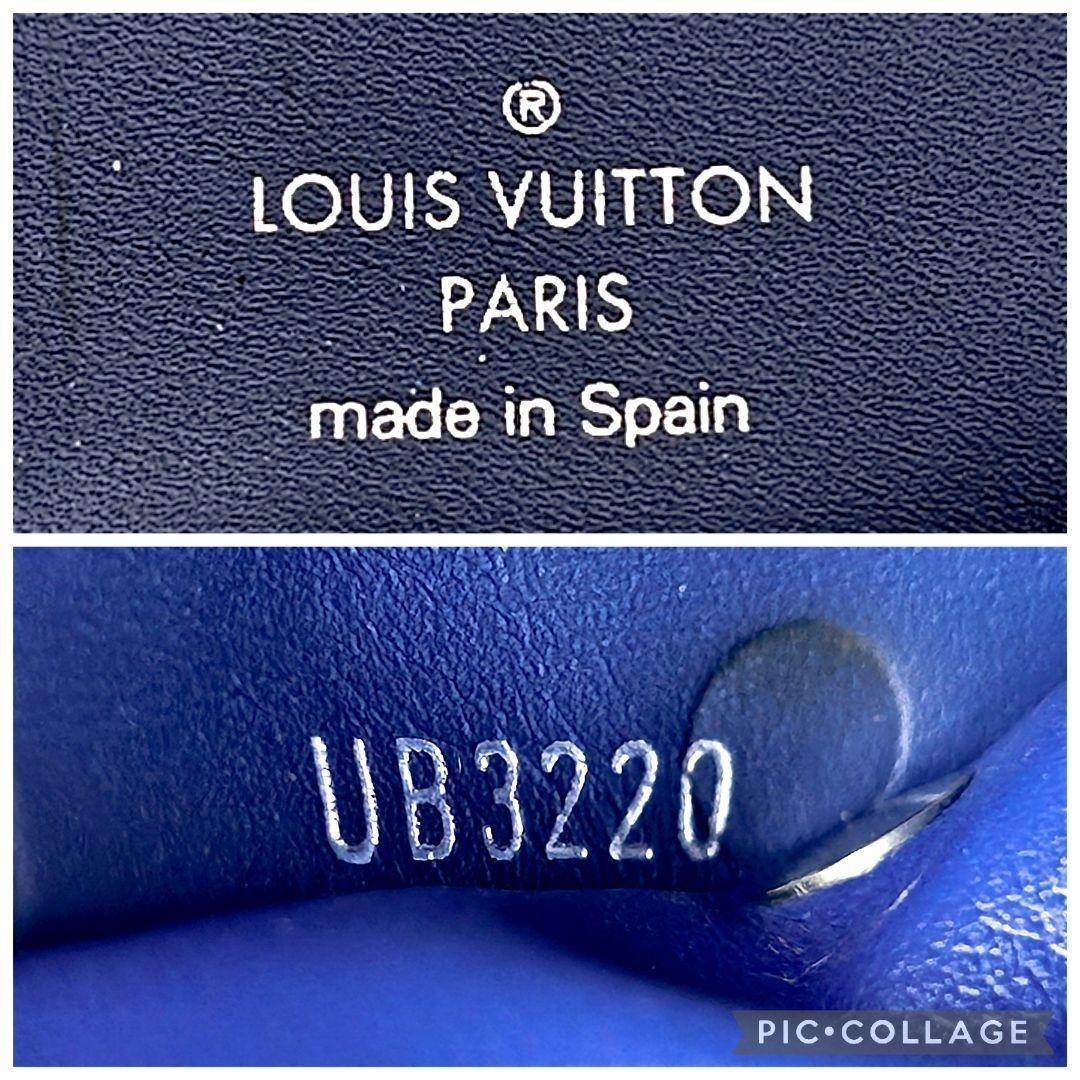 ®
LOUIS VUITTON
PARIS
made in Spain
UB3220
PIC•COLLAGE